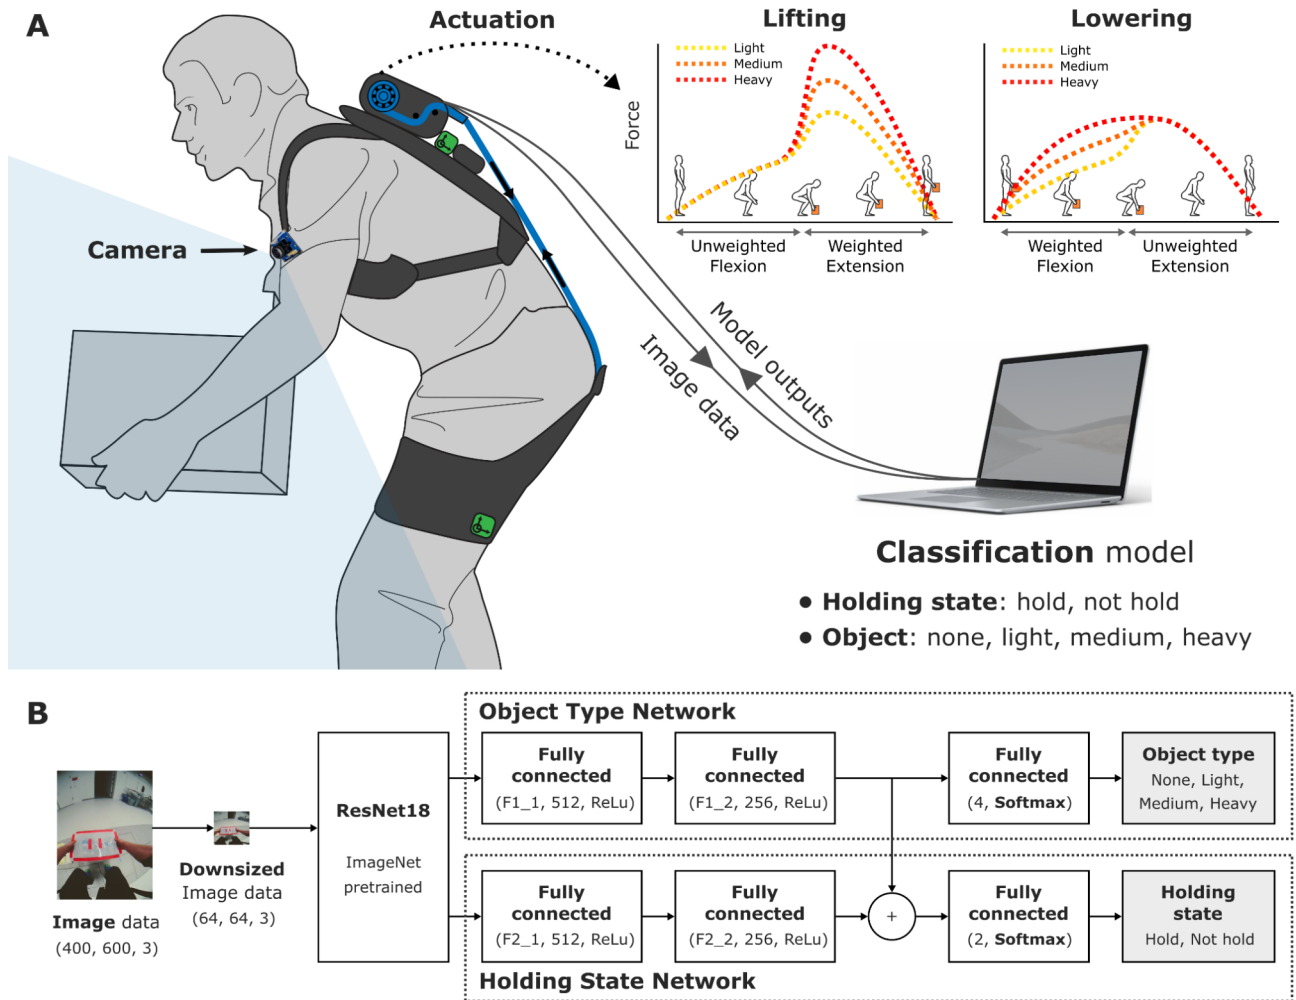 A
Actuation
Camera
Lifting
Light
Medium
Heavy
Force
Unweighted
Flexion
Weighted
Extension
Lowering
Light
Medium
Heavy
Weighted
Flexion
Unweighted
Extension
Model outputs
Image data
Classification model
● Holding state: hold, not hold
● Object: none, light, medium, heavy
B
Image data
(400, 600, 3)
Downsized
Image data
(64, 64, 3)
ResNet18
ImageNet
pretrained
Object Type Network
Fully
connected
(F1_1, 512, ReLu)
Fully
connected
(F1_2, 256, ReLu)
Fully
connected
(4, Softmax)
Object type
None, Light,
Medium, Heavy
Fully
connected
(F2_1, 512, ReLu)
Fully
connected
(F2_2, 256, ReLu)
+
Fully
connected
(2, Softmax)
Holding
state
Hold, Not hold
Holding State Network